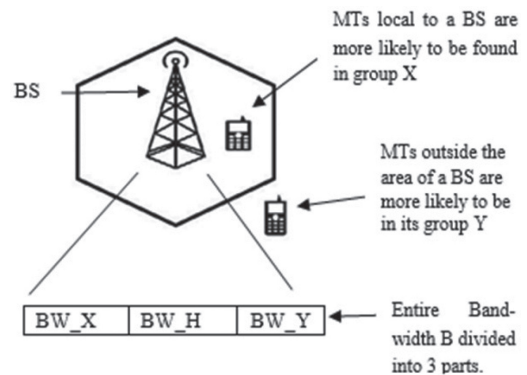 MTs local to a BS are
more likely to be found
in group X
BS
MTs outside the
area of a BS are
more likely to be
in its group Y
BW_X BW_H BW_Y
Entire Band-
width B divided
into 3 parts.